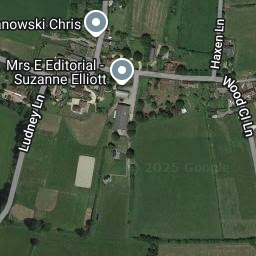 anowski Chris
Mrs E Editorial -
Suzanne Elliott
Ludney Ln
Haxen Ln
Wood Cl Ln
© 2025 Google